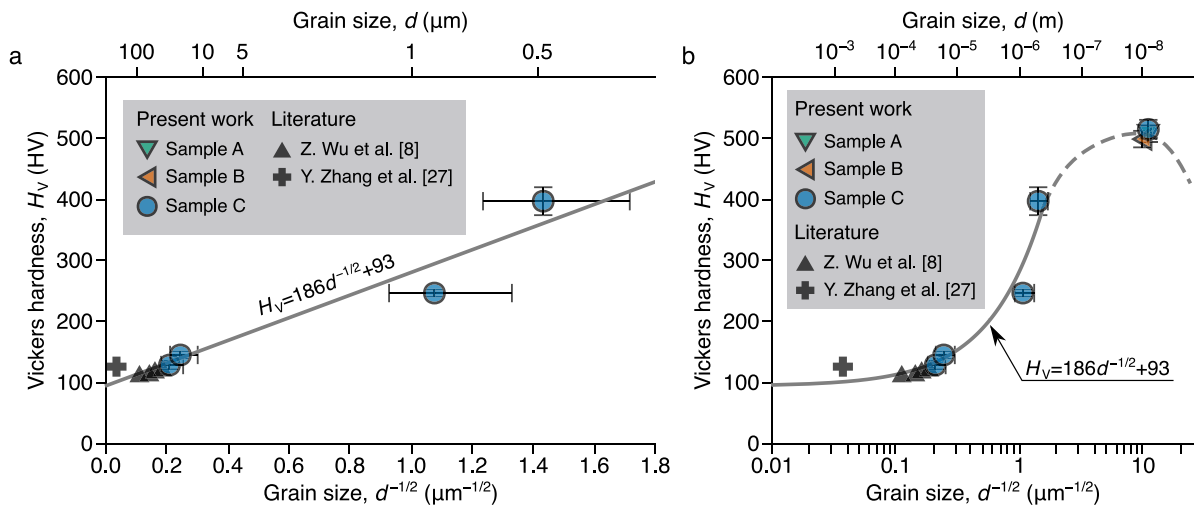 a
Grain size, d (µm)
100 10 5 1 0.5
Vickers hardness, HV (HV)
600
500
400
300
200
100
0
Present work
Sample A
Sample B
Sample C
Literature
Z. Wu et al. [8]
Y. Zhang et al. [27]
HV=186d−1/2+93
0.0 0.2 0.4 0.6 0.8 1.0 1.2 1.4 1.6 1.8
Grain size, d−1/2 (µm−1/2)
b
Grain size, d (m)
10−3 10−4 10−5 10−6 10−7 10−8
Vickers hardness, HV (HV)
600
500
400
300
200
100
0
Present work
Sample A
Sample B
Sample C
Literature
Z. Wu et al. [8]
Y. Zhang et al. [27]
HV=186d−1/2+93
0.01 0.1 1 10
Grain size, d−1/2 (µm−1/2)